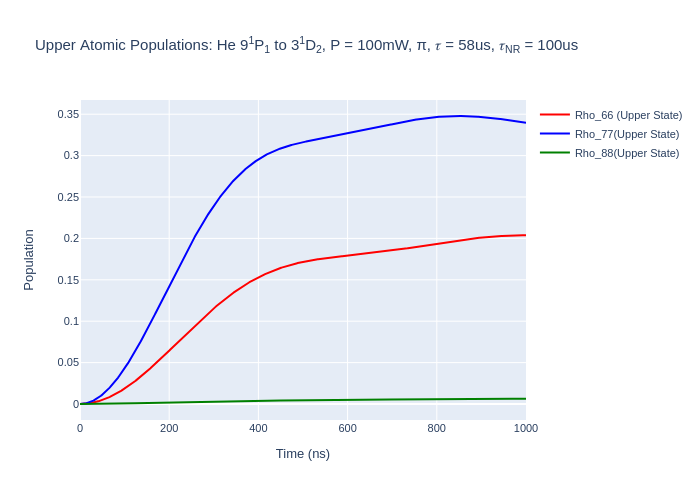 Upper Atomic Populations: He 9¹P₁ to 3¹D₂, P = 100mW, π, 𝜏 = 58us, 𝜏NR = 100us
Rho_66 (Upper State)
Rho_77(Upper State)
Rho_88(Upper State)
Population
0.35
0.3
0.25
0.2
0.15
0.1
0.05
0
0 200 400 600 800 1000
Time (ns)